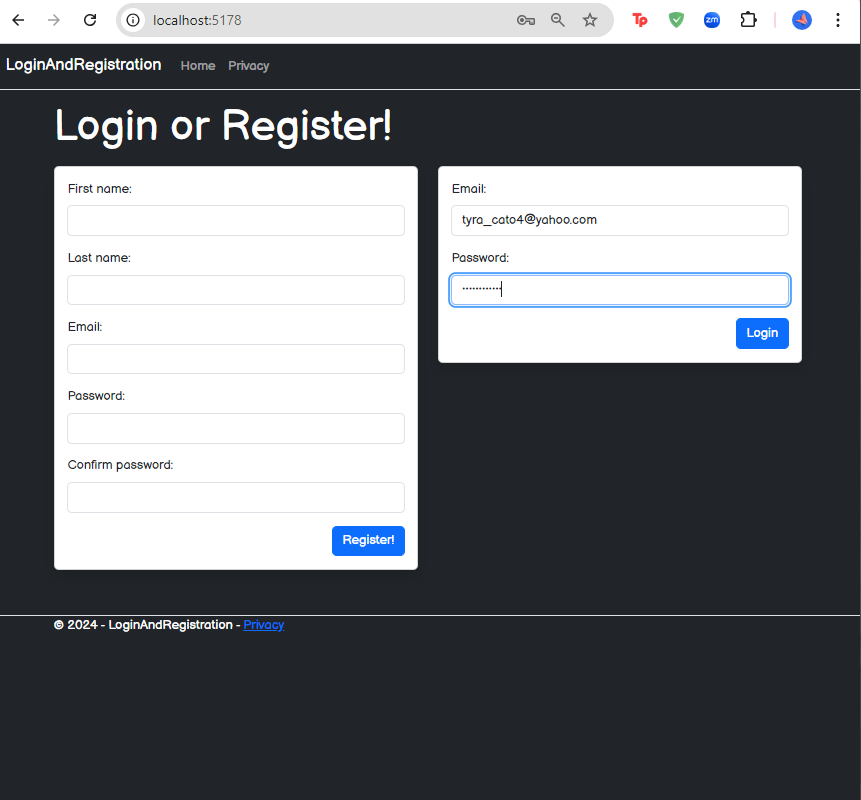 localhost:5178
Tp
zm
LoginAndRegistration Home Privacy
Login or Register!
First name:
Last name:
Email:
Password:
Confirm password:
Register!
Email:
tyra_cato4@yahoo.com
Password:
••••••••••••
Login
© 2024 - LoginAndRegistration - Privacy